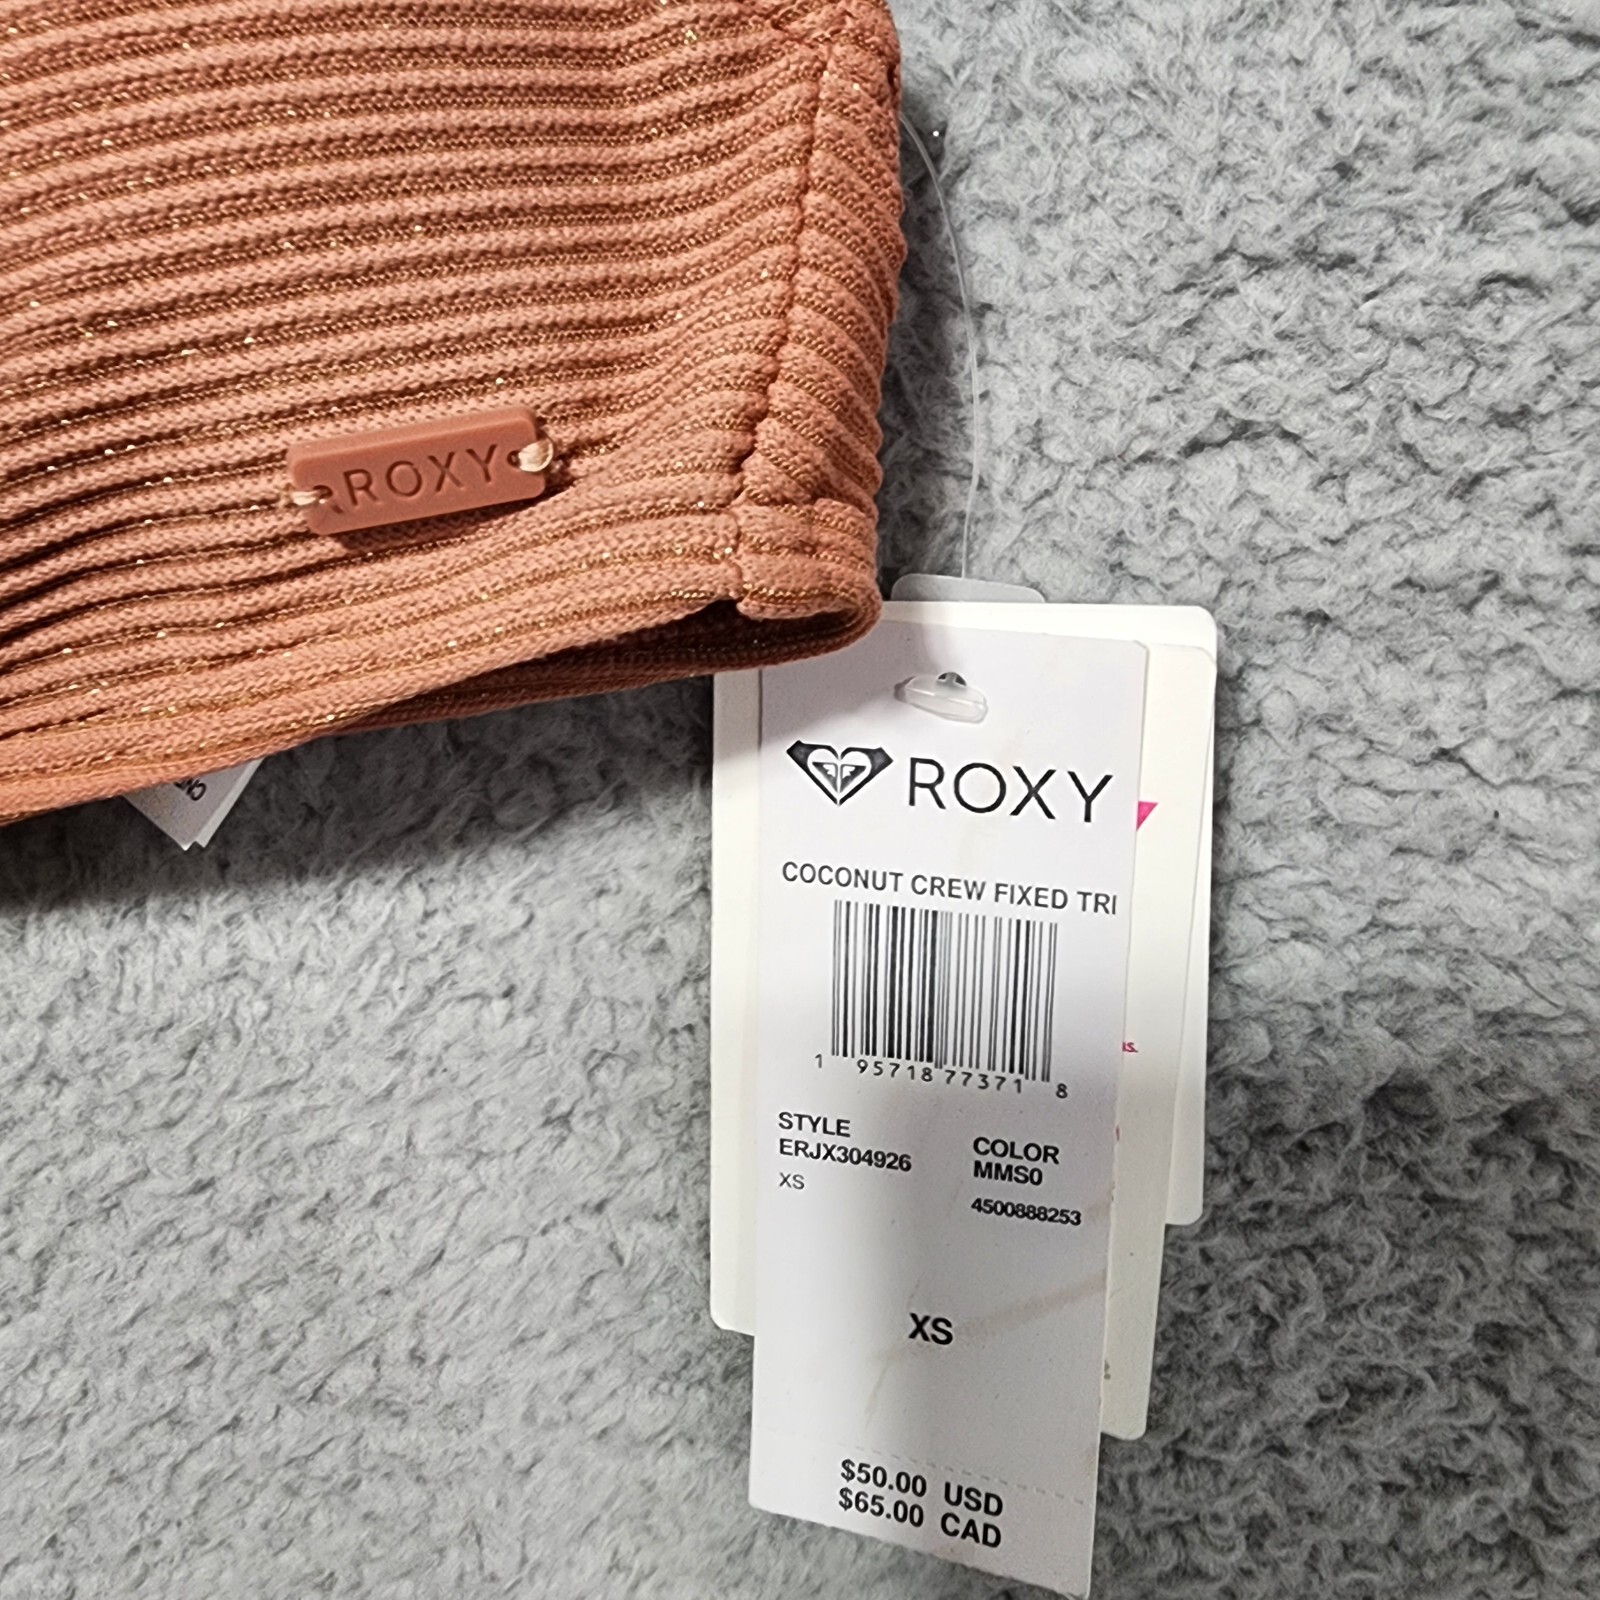 ROXY
ROXY
COCONUT CREW FIXED TRI
1 95718 77371 8
STYLE
ERJX304926
XS
COLOR
MMS0
4500888253
XS
$50.00 USD
$65.00 CAD